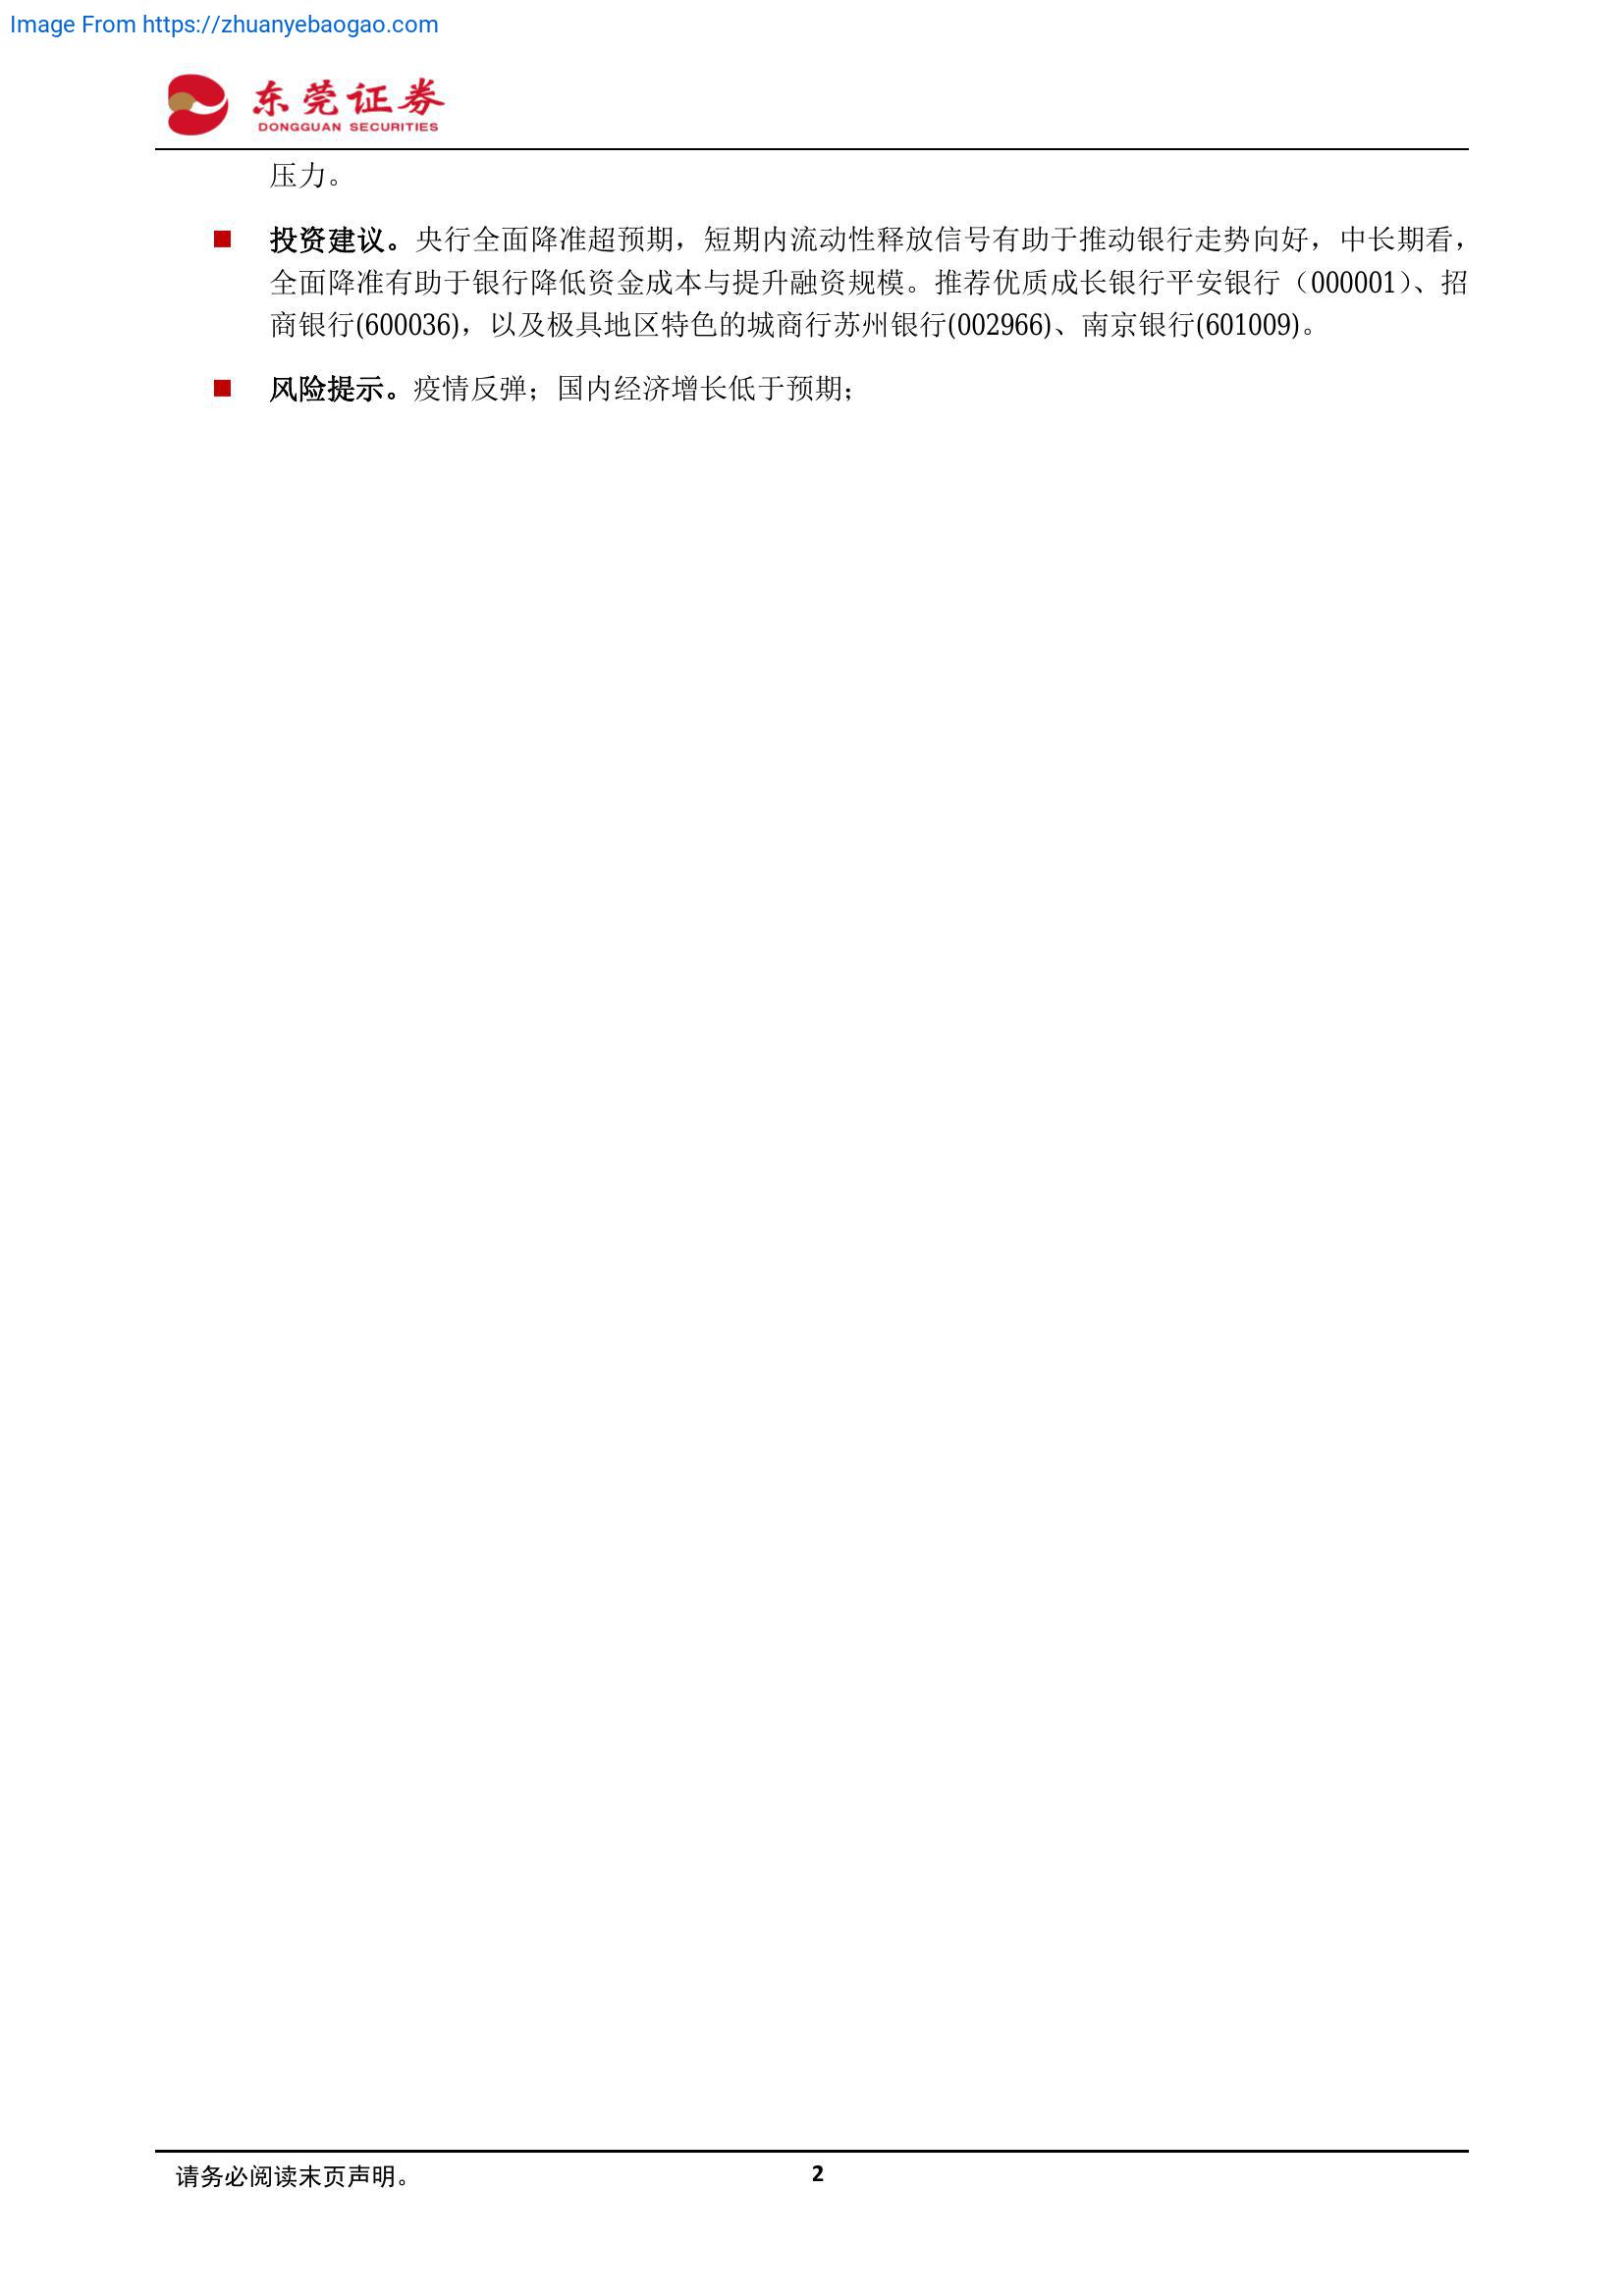 Image From https://zhuanyebaogao.com
东莞证券
DONGGUAN SECURITIES
压力。
投资建议。央行全面降准超预期，短期内流动性释放信号有助于推动银行走势向好，中长期看，
全面降准有助于银行降低资金成本与提升融资规模。推荐优质成长银行平安银行（000001）、招
商银行(600036)，以及极具地区特色的城商行苏州银行(002966)、南京银行(601009)。
风险提示。疫情反弹；国内经济增长低于预期；
请务必阅读末页声明。
2